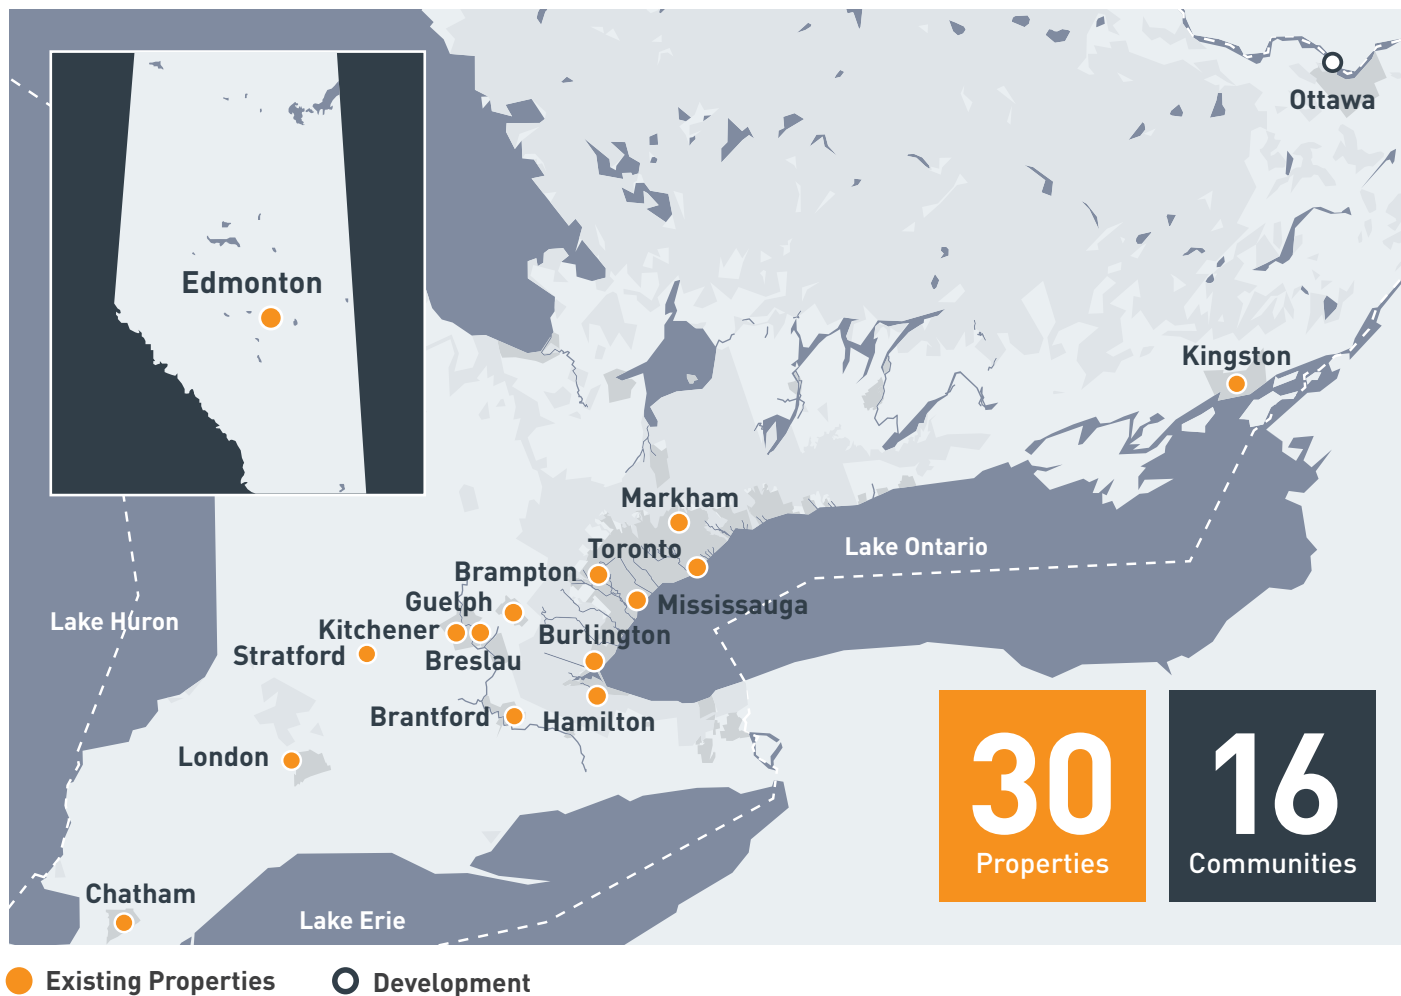 Ottawa
Edmonton
Kingston
Markham
Toronto
Lake Ontario
Brampton
Guelph
Mississauga
Lake Huron
Kitchener
Burlington
Stratford
Breslau
Brantford
Hamilton
London
30
Properties
16
Communities
Chatham
Lake Erie
Existing Properties
Development